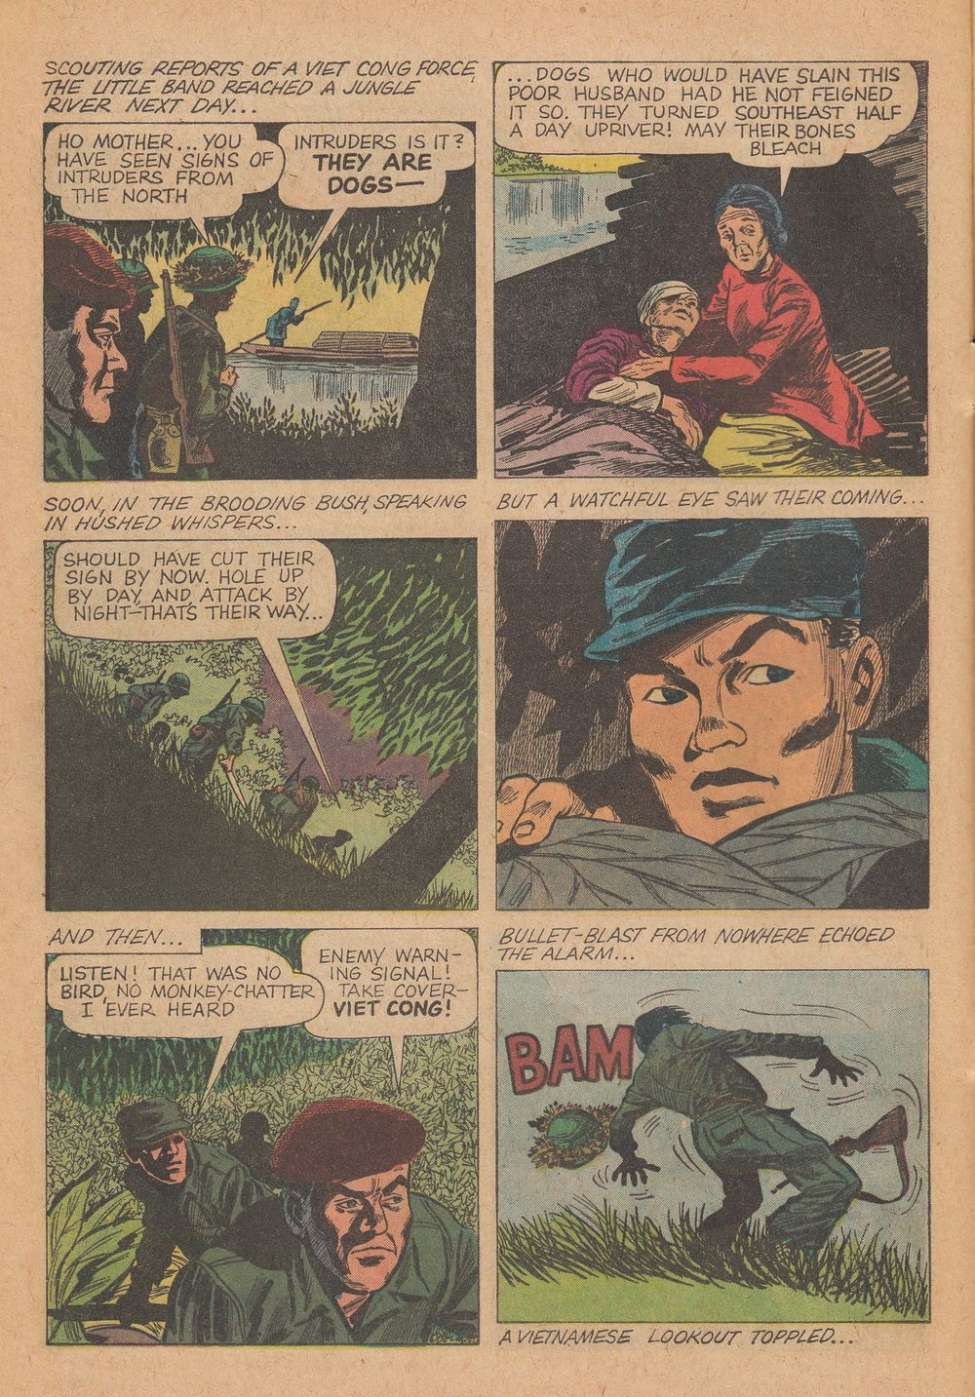 SCOUTING REPORTS OF A VIET CONG FORCE,
THE LITTLE BAND REACHED A JUNGLE
RIVER NEXT DAY...
HO MOTHER... YOU
HAVE SEEN SIGNS OF
INTRUDERS FROM
THE NORTH
INTRUDERS IS IT?
THEY ARE
DOGS—
...DOGS WHO WOULD HAVE SLAIN THIS
POOR HUSBAND HAD HE NOT FEIGNED
IT SO. THEY TURNED SOUTHEAST HALF
A DAY UPRIVER! MAY THEIR BONES
BLEACH
SOON, IN THE BROODING BUSH, SPEAKING
IN HUSHED WHISPERS...
SHOULD HAVE CUT THEIR
SIGN BY NOW. HOLE UP
BY DAY, AND, ATTACK BY
NIGHT—THAT'S THEIR WAY...
BUT A WATCHFUL EYE SAW THEIR COMING...
AND THEN...
LISTEN! THAT WAS NO
BIRD, NO MONKEY-CHATTER
I EVER HEARD
ENEMY WARN-
ING SIGNAL!
TAKE COVER—
VIET CONG!
BULLET-BLAST FROM NOWHERE ECHOED
THE ALARM...
BAM
A VIETNAMESE LOOKOUT TOPPLED...